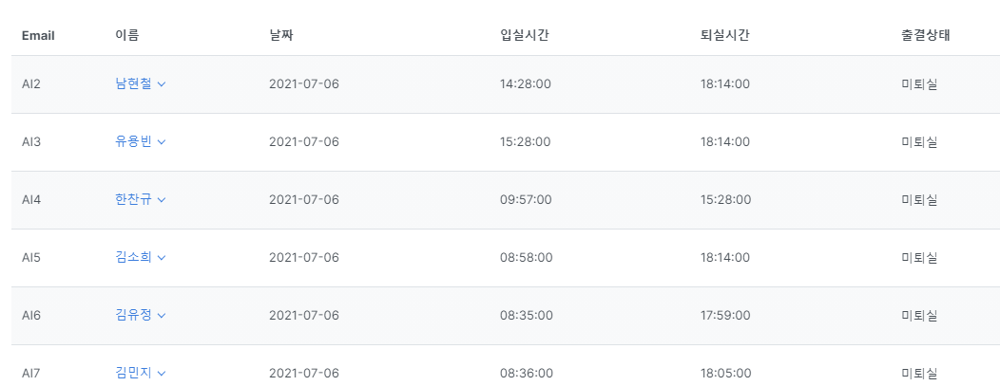 Email 이름 날짜 입실시간 퇴실시간 출결상태
AI2 남현철 2021-07-06 14:28:00 18:14:00 미퇴실
AI3 유용빈 2021-07-06 15:28:00 18:14:00 미퇴실
AI4 한찬규 2021-07-06 09:57:00 15:28:00 미퇴실
AI5 김소희 2021-07-06 08:58:00 18:14:00 미퇴실
AI6 김유정 2021-07-06 08:35:00 17:59:00 미퇴실
AI7 김민지 2021-07-06 08:36:00 18:05:00 미퇴실